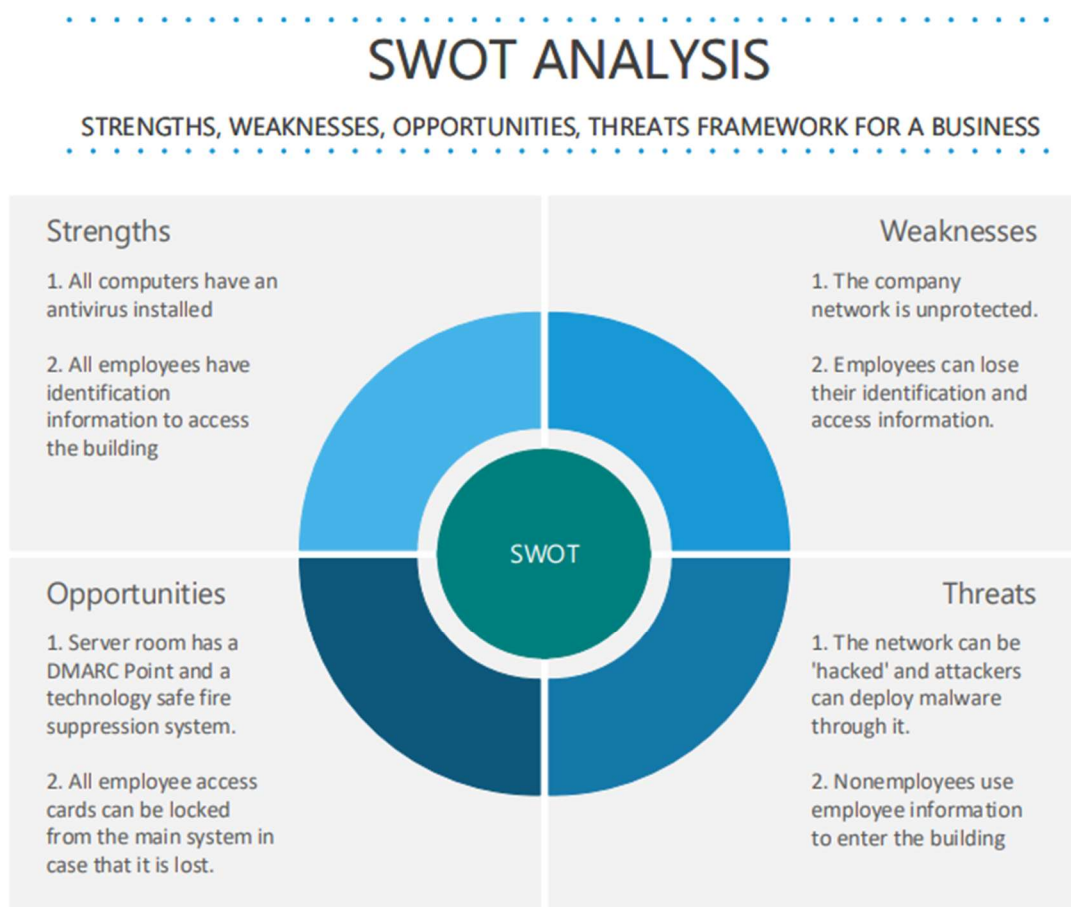 SWOT ANALYSIS
STRENGTHS, WEAKNESSES, OPPORTUNITIES, THREATS FRAMEWORK FOR A BUSINESS
Strengths
1. All computers have an
antivirus installed
2. All employees have
identification
information to access
the building
Weaknesses
1. The company
network is unprotected.
2. Employees can lose
their identification and
access information.
SWOT
Opportunities
1. Server room has a
DMARC Point and a
technology safe fire
suppression system.
2. All employee access
cards can be locked
from the main system in
case that it is lost.
Threats
1. The network can be
'hacked' and attackers
can deploy malware
through it.
2. Nonemployees use
employee information
to enter the building